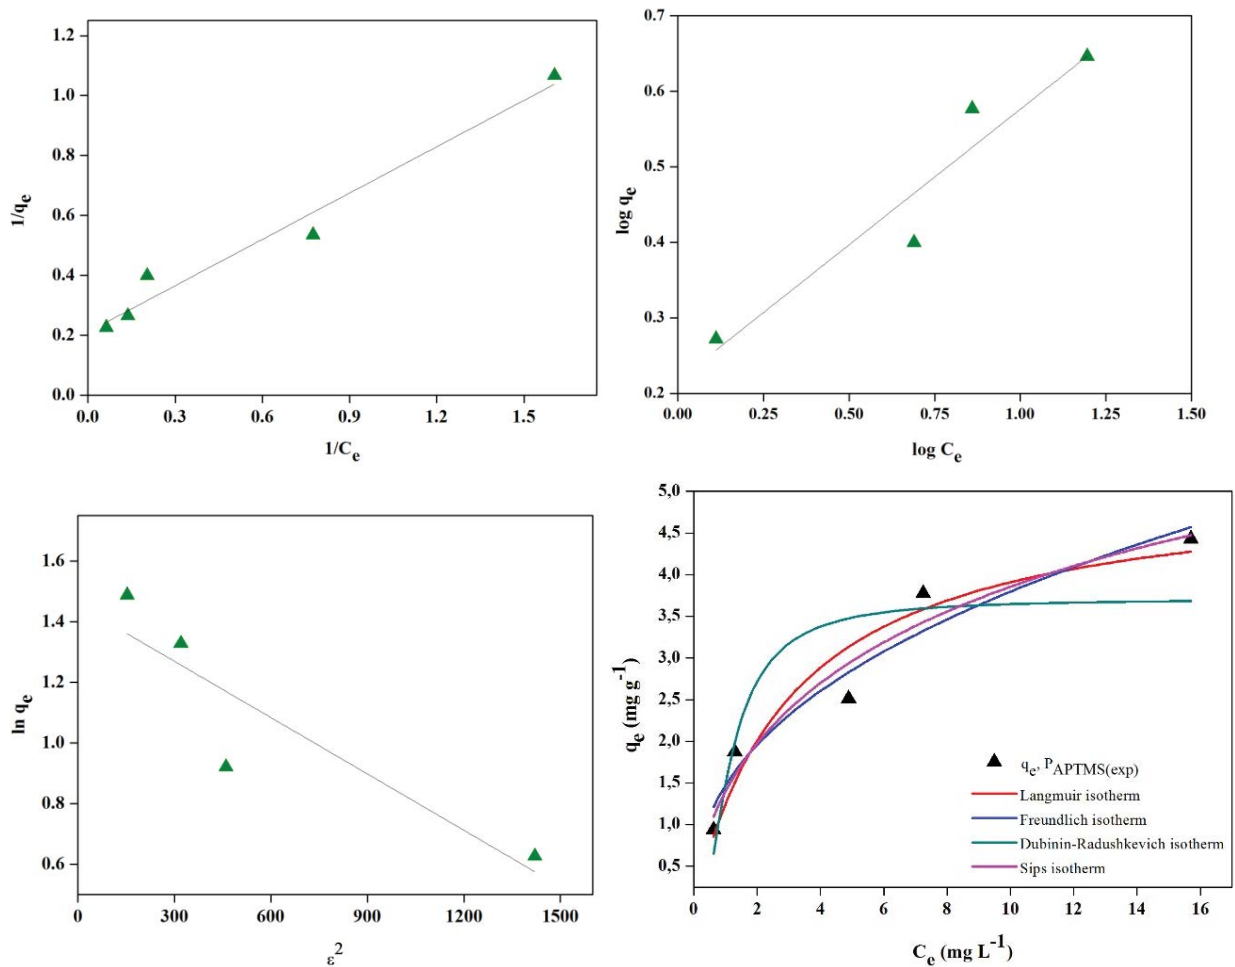 1.2
1.0
0.8
0.6
0.4
0.2
0.0
1/qe
0.0 0.3 0.6 0.9 1.2 1.5
1/Ce
0.7
0.6
0.5
0.4
0.3
0.2
log qe
0.00 0.25 0.50 0.75 1.00 1.25 1.50
log Ce
1.6
1.4
1.2
1.0
0.8
0.6
ln qe
0 300 600 900 1200 1500
ε2
5,0
4,5
4,0
3,5
3,0
2,5
2,0
1,5
1,0
0,5
qe (mg g-1)
qe, PAPTMS(exp)
Langmuir isotherm
Freundlich isotherm
Dubinin-Radushkevich isotherm
Sips isotherm
0 2 4 6 8 10 12 14 16
Ce (mg L-1)